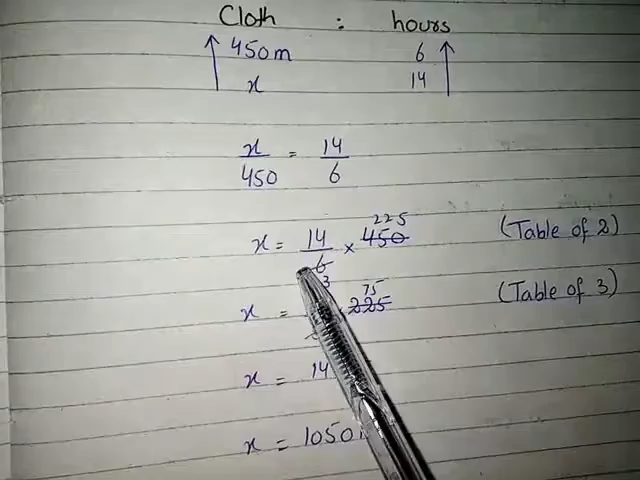 Cloth : hours
450m 6
x 14
x/450 = 14/6
x = 14/6 × 450 225 3 (Table of 2)
x = 225 75 (Table of 3)
x = 14
x = 1050